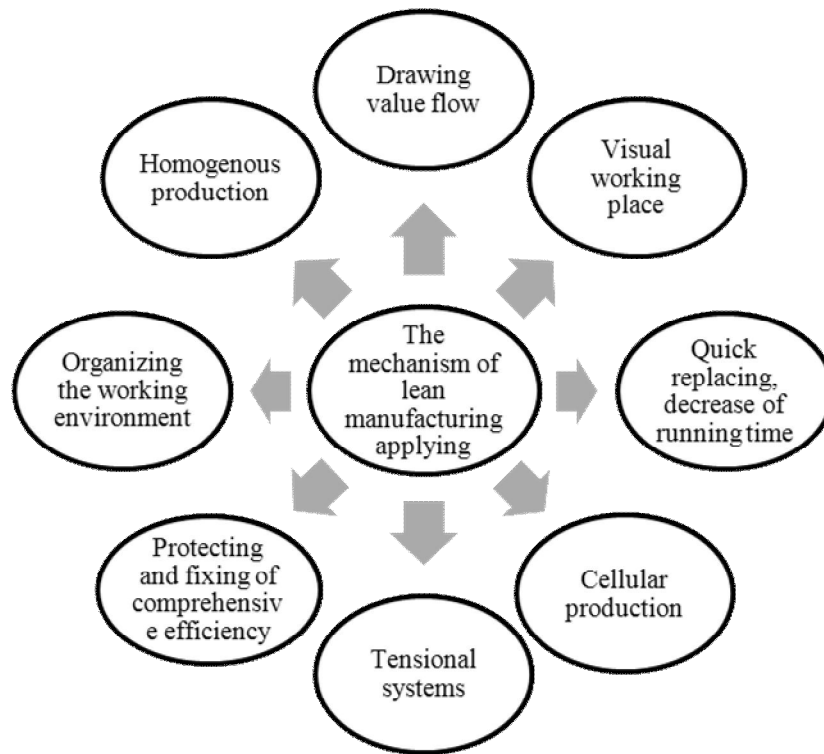 Drawing
value flow
Homogenous
production
Visual
working
place
Organizing
the working
environment
The
mechanism of
lean
manufacturing
applying
Quick
replacing,
decrease of
running time
Protecting
and fixing of
comprehensiv
e efficiency
Cellular
production
Tensional
systems